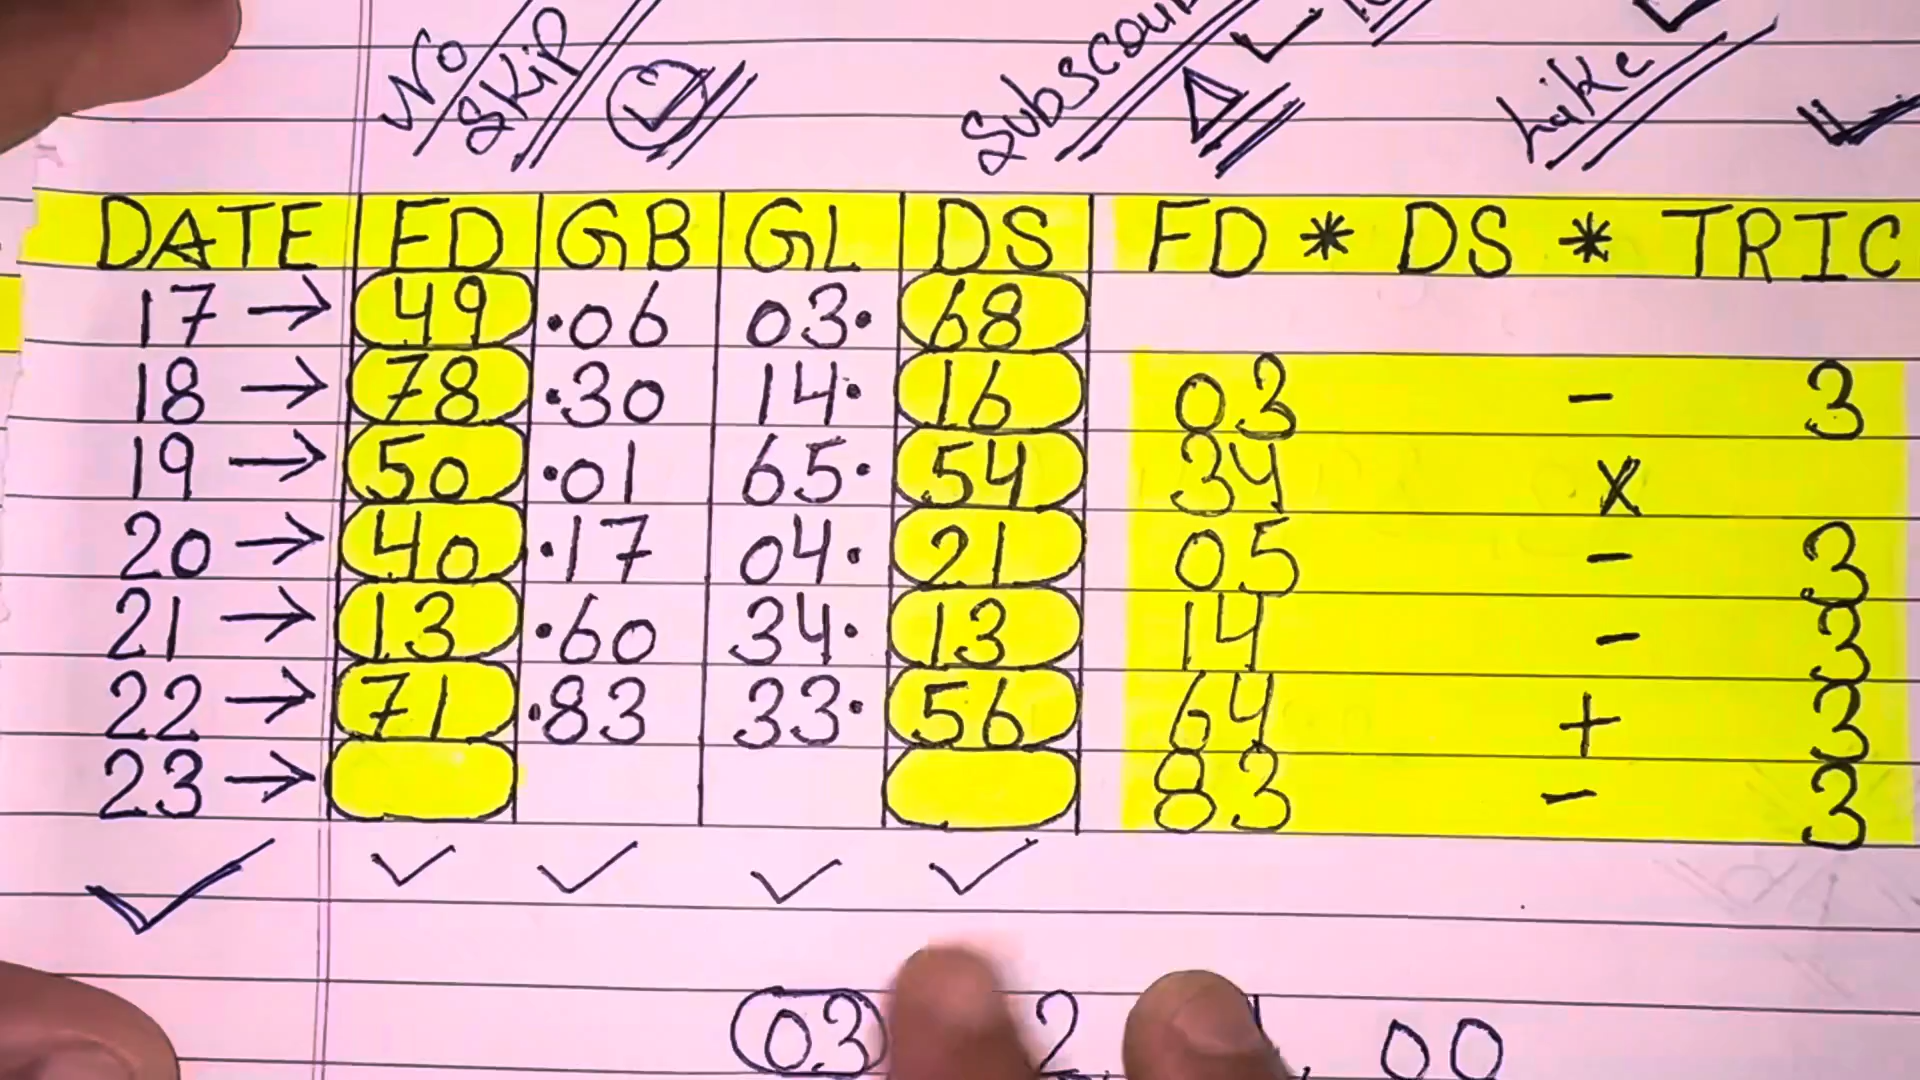 No
Skip
Like
DATE FD GB GL DS FD * DS * TRIC
17 → 49 .06 03. 68
18 → 78 .30 14. 16 03 - 3
19 → 50 .01 65. 54 34 x
20 → 40 .17 04. 21 05 - 3
21 → 13 .60 34. 13 14 - 3
22 → 71 .83 33. 56 64 + 3
23 → 83 - 3
03 2 00